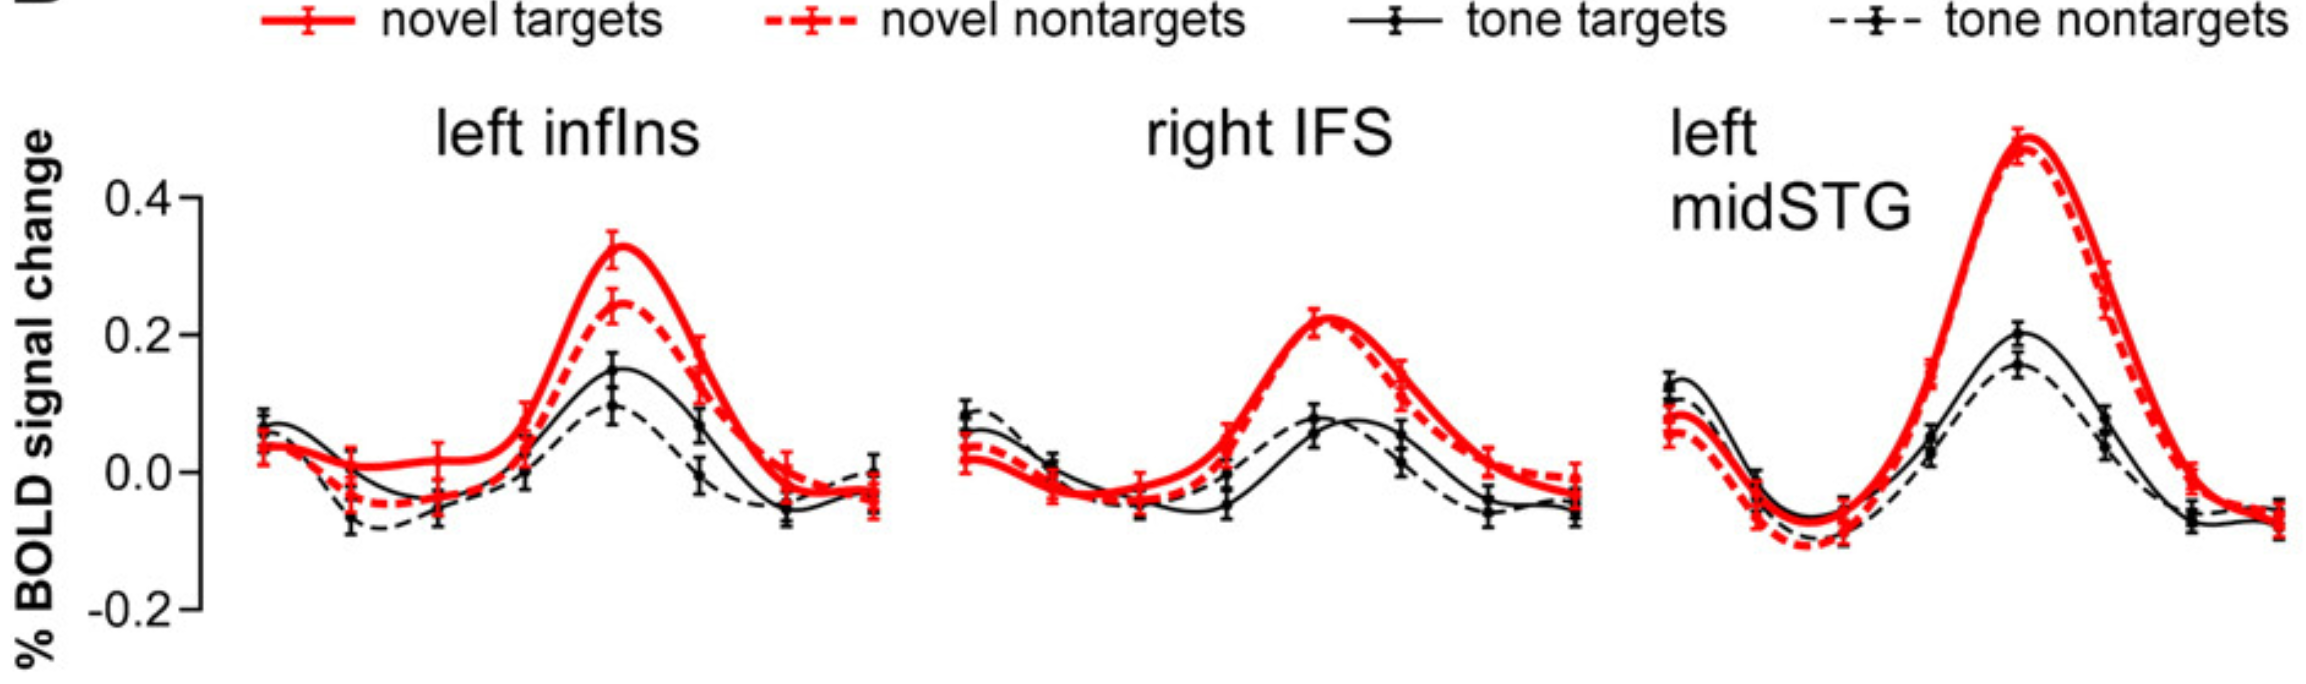 novel targets novel nontargets tone targets tone nontargets
left infIns
right IFS
left
midSTG
% BOLD signal change
0.4
0.2
0.0
-0.2